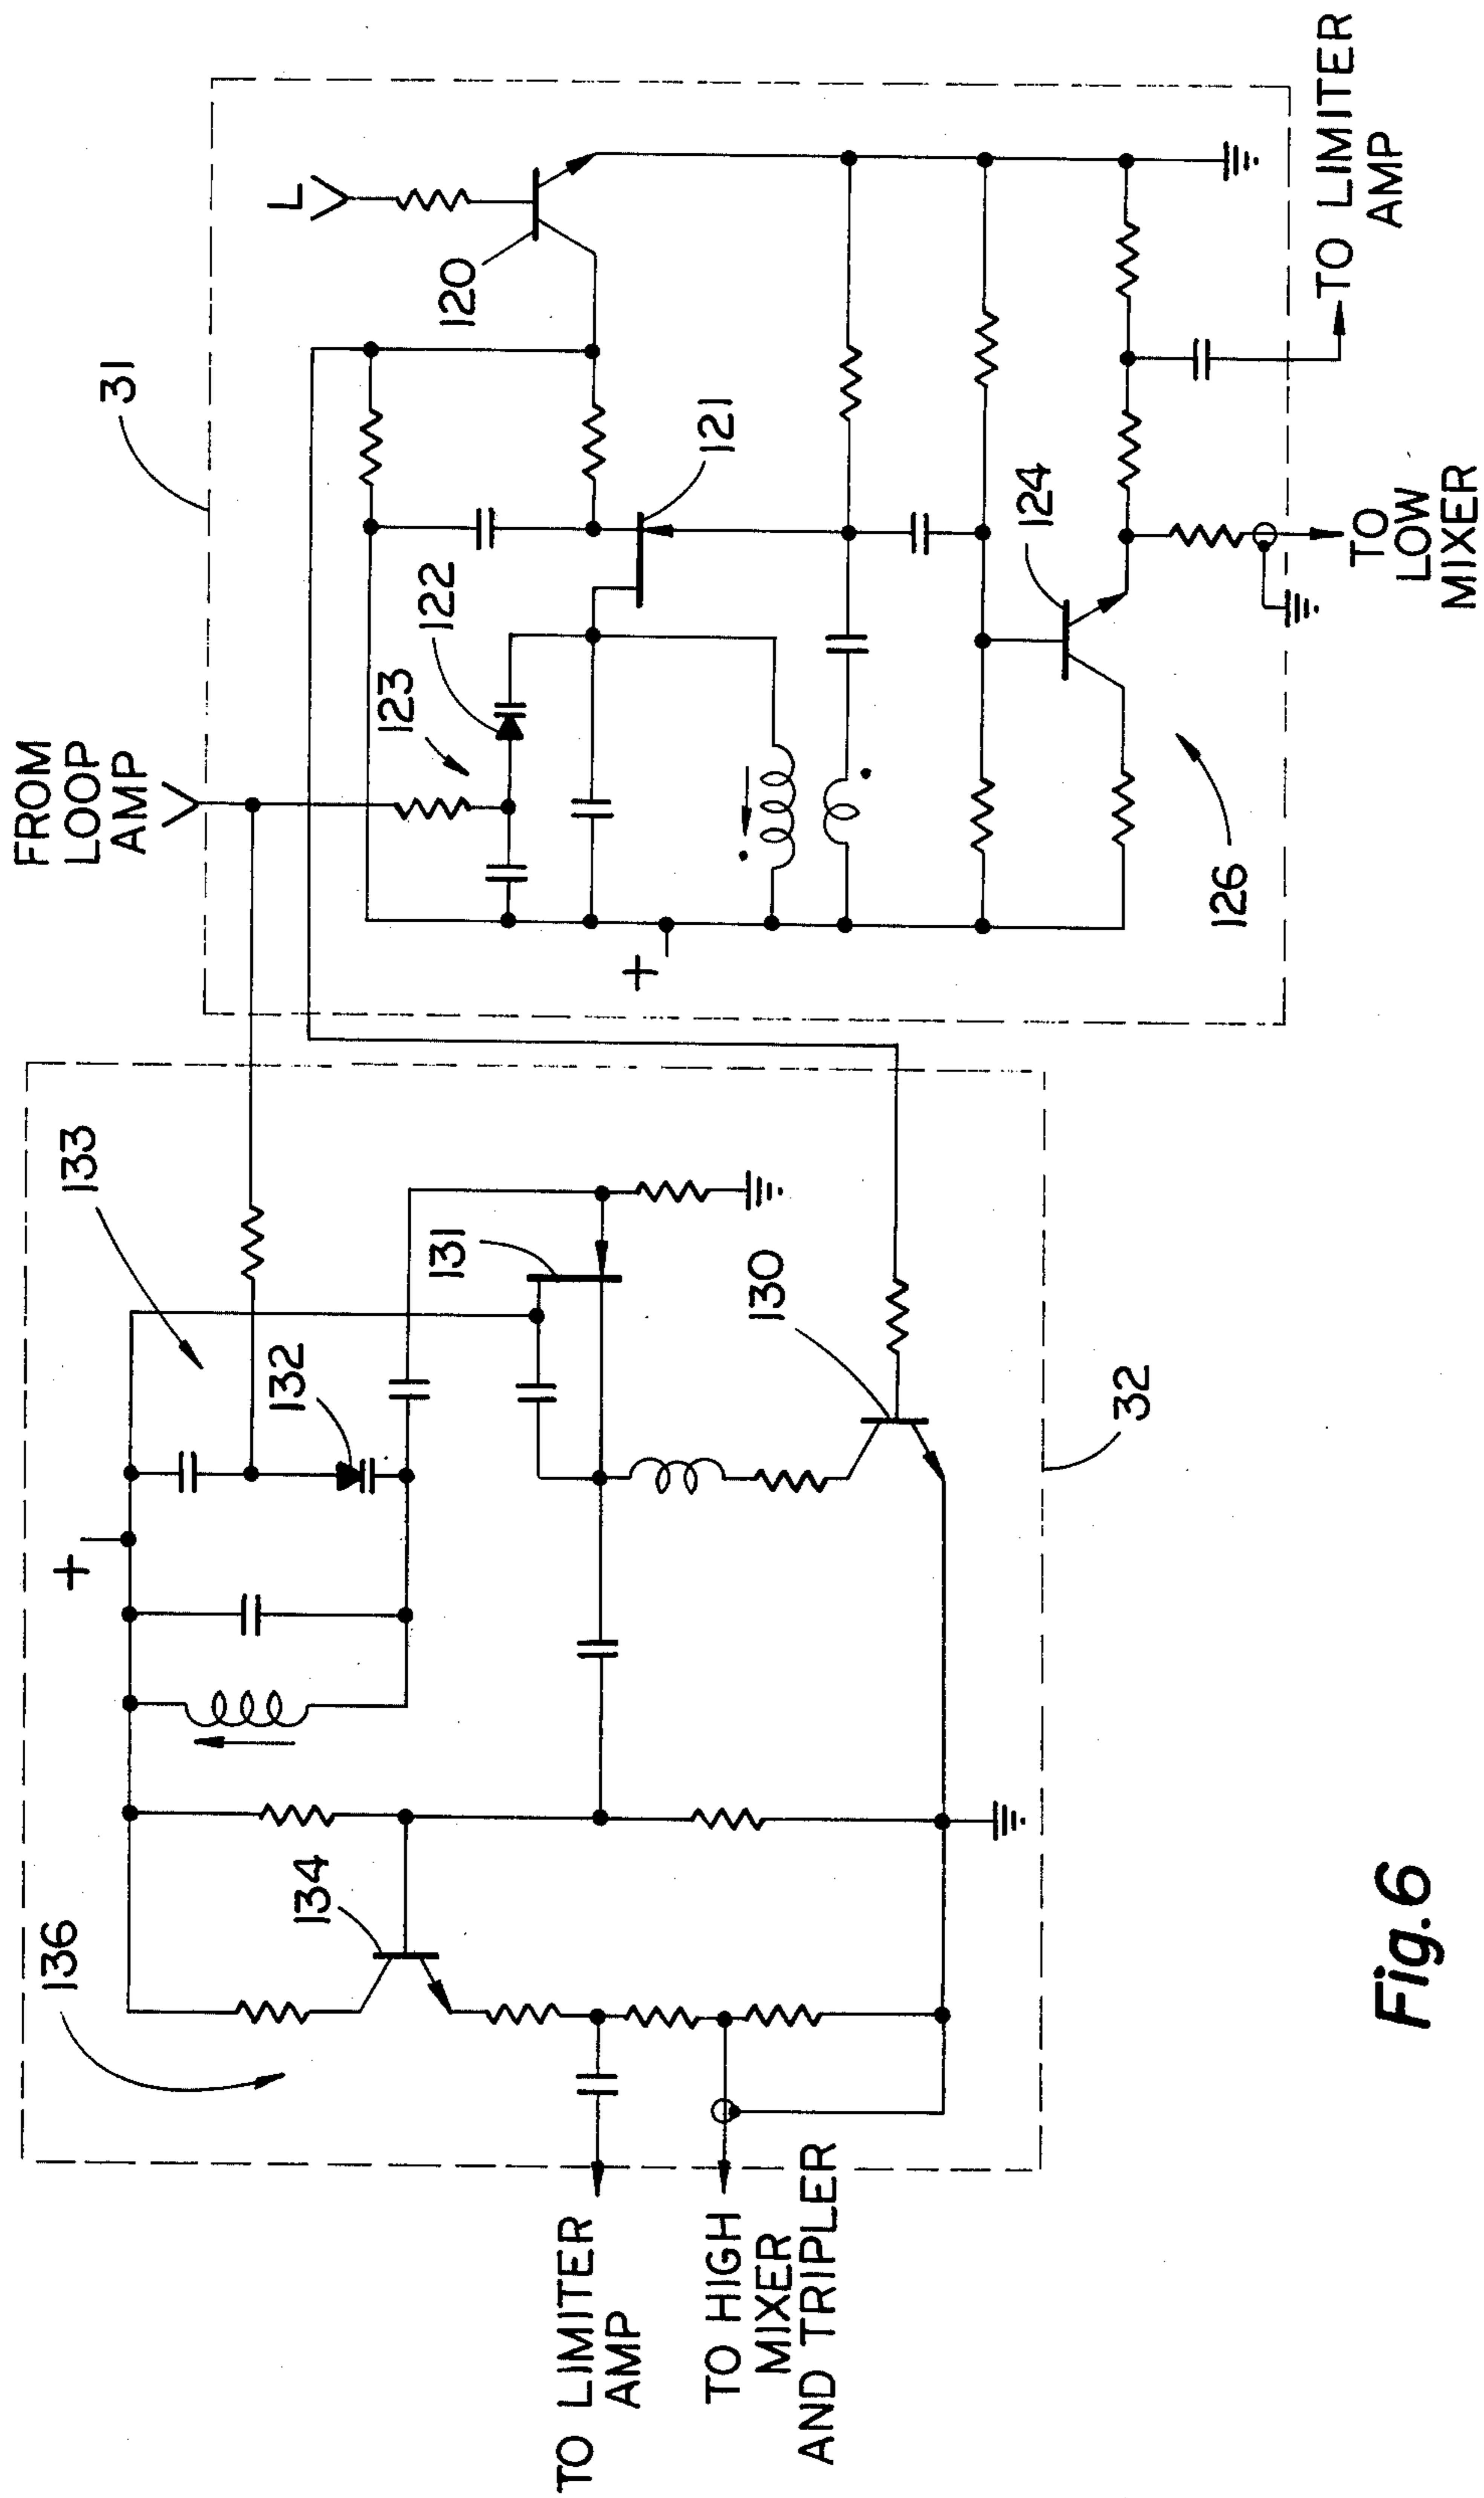 136
133
31
FROM
LOOP
AMP
L
+
134
132
131
123
122
120
121
+
130
124
32
126
TO LIMITER
AMP
TO HIGH
MIXER
AND TRIPLER
TO
LOW
MIXER
TO LIMITER
AMP
Fig.6